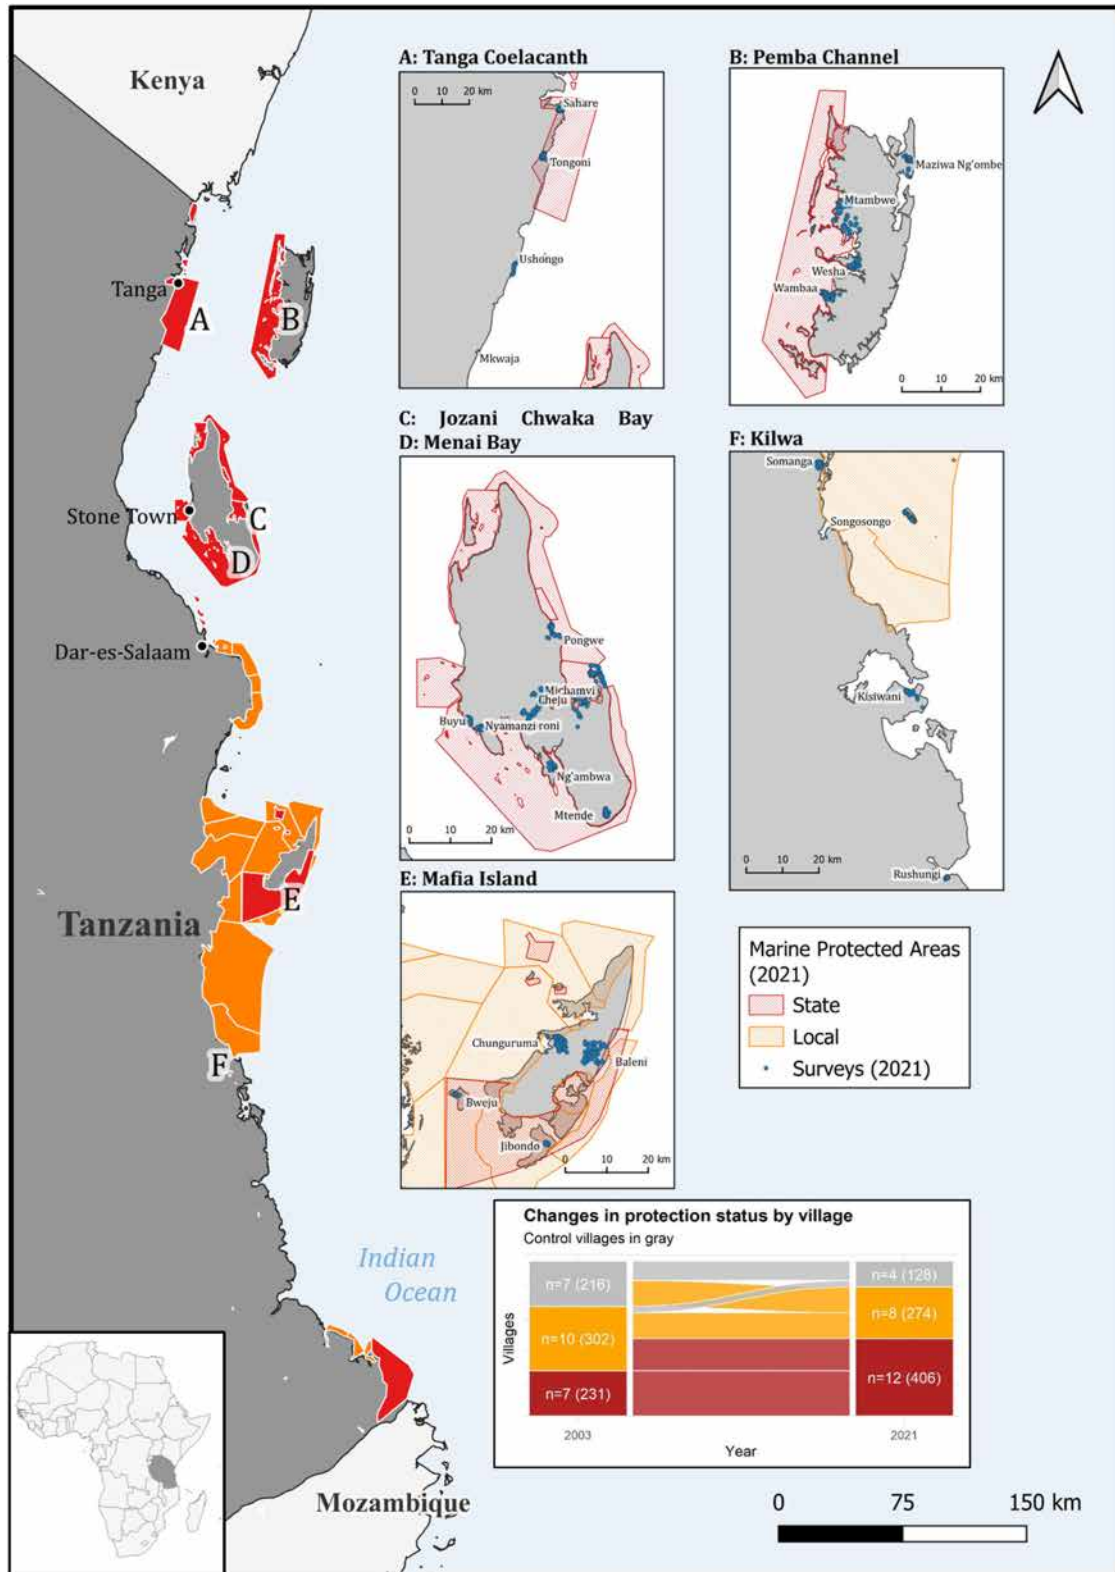 Kenya
Tanga
A
B
Stone Town
C
D
Dar-es-Salaam
Tanzania
E
F
Indian
Ocean
Mozambique
A: Tanga Coelacanth
0 10 20 km
Sahare
Tongoni
Ushongo
Mkwaja
B: Pemba Channel
Maziwa Ng'ombe
Mtambwe
Wesha
Wambaa
0 10 20 km
C: Jozani Chwaka Bay
D: Menai Bay
Pongwe
Michamvi
Cheju
Buyu
Nyamanzi roni
Ng'ambwa
Mtende
0 10 20 km
F: Kilwa
Somanga
Songosongo
Kisiwani
0 10 20 km
Rushungi
E: Mafia Island
Chunguruma
Baleni
Bweju
Jibondo
0 10 20 km
Marine Protected Areas
(2021)
State
Local
Surveys (2021)
Changes in protection status by village
Control villages in gray
Villages
n=7 (216)
n=4 (128)
n=10 (302)
n=8 (274)
n=7 (231)
n=12 (406)
2003
2021
Year
0 75 150 km